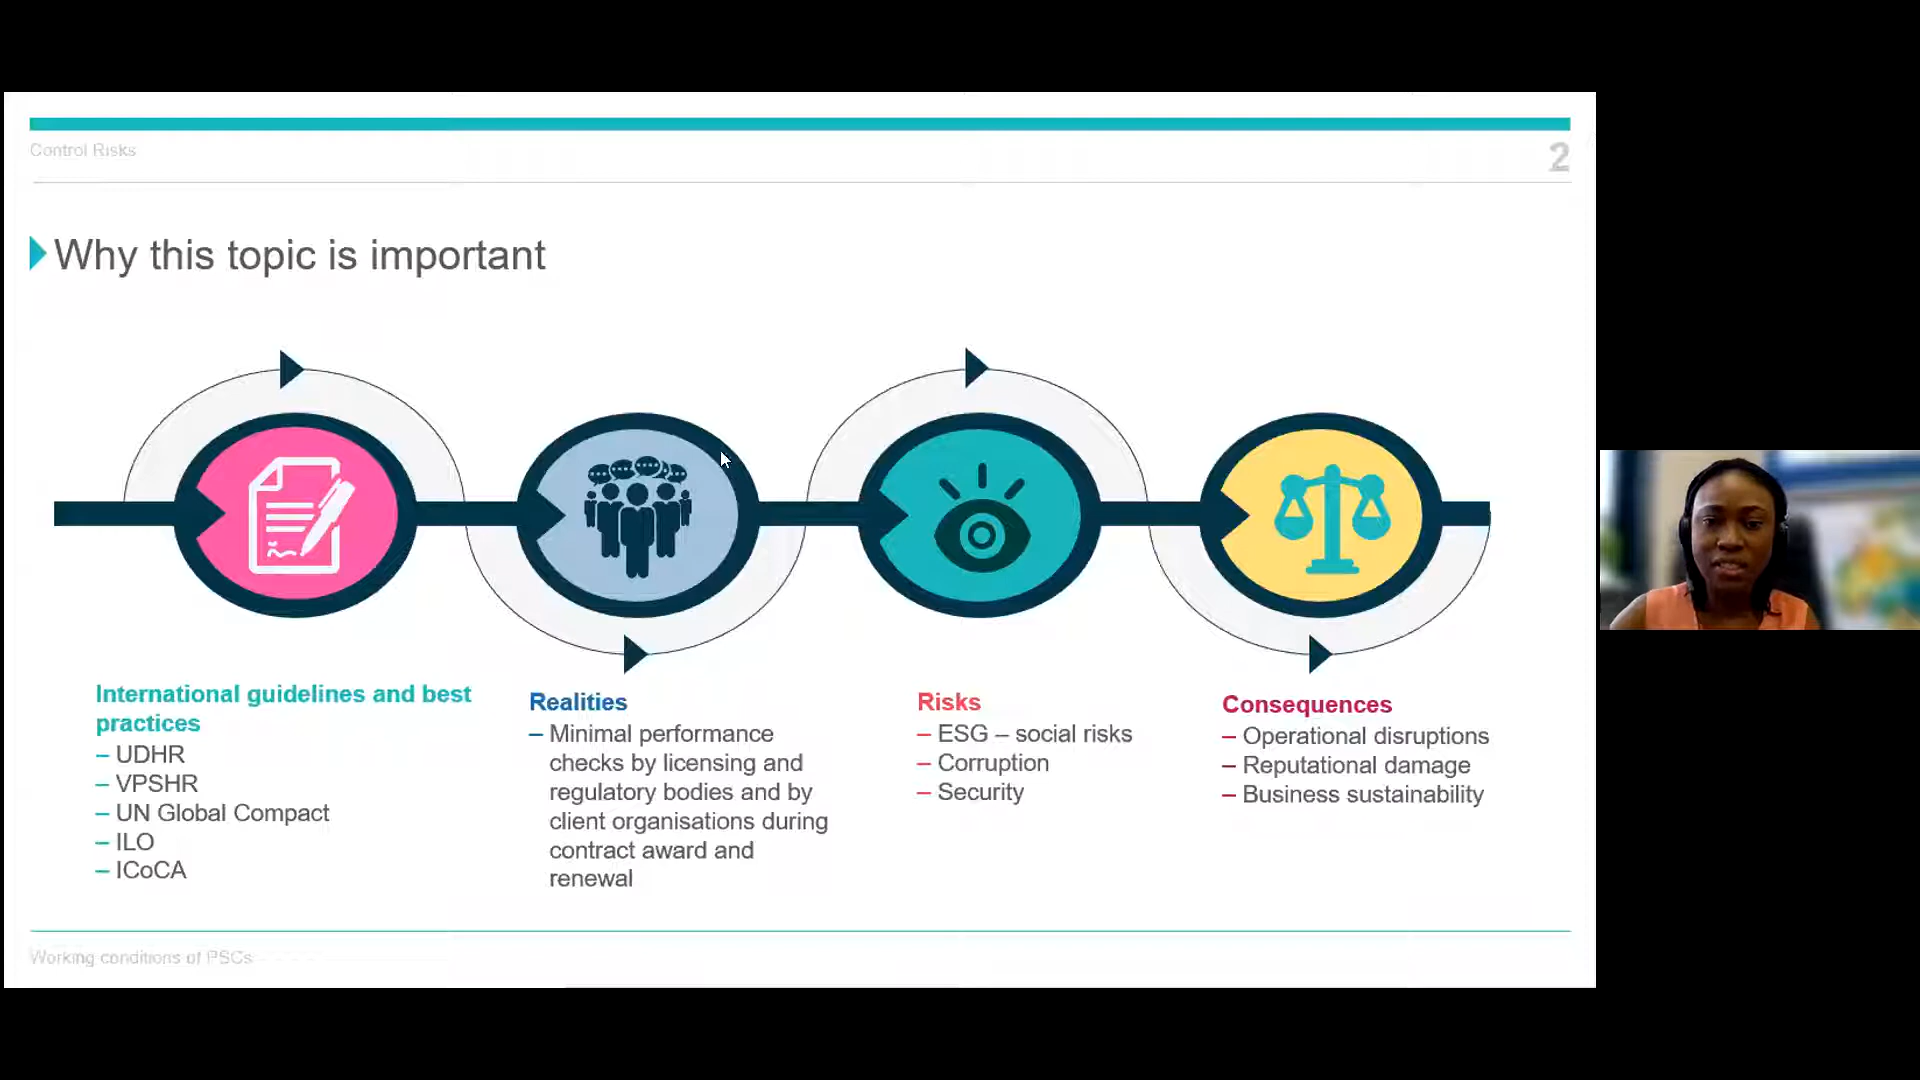 Control Risks
2
Why this topic is important
International guidelines and best
practices
– UDHR
– VPSHR
– UN Global Compact
– ILO
– ICoCA
Realities
– Minimal performance
checks by licensing and
regulatory bodies and by
client organisations during
contract award and
renewal
Risks
– ESG – social risks
– Corruption
– Security
Consequences
– Operational disruptions
– Reputational damage
– Business sustainability
Working conditions of PSCs